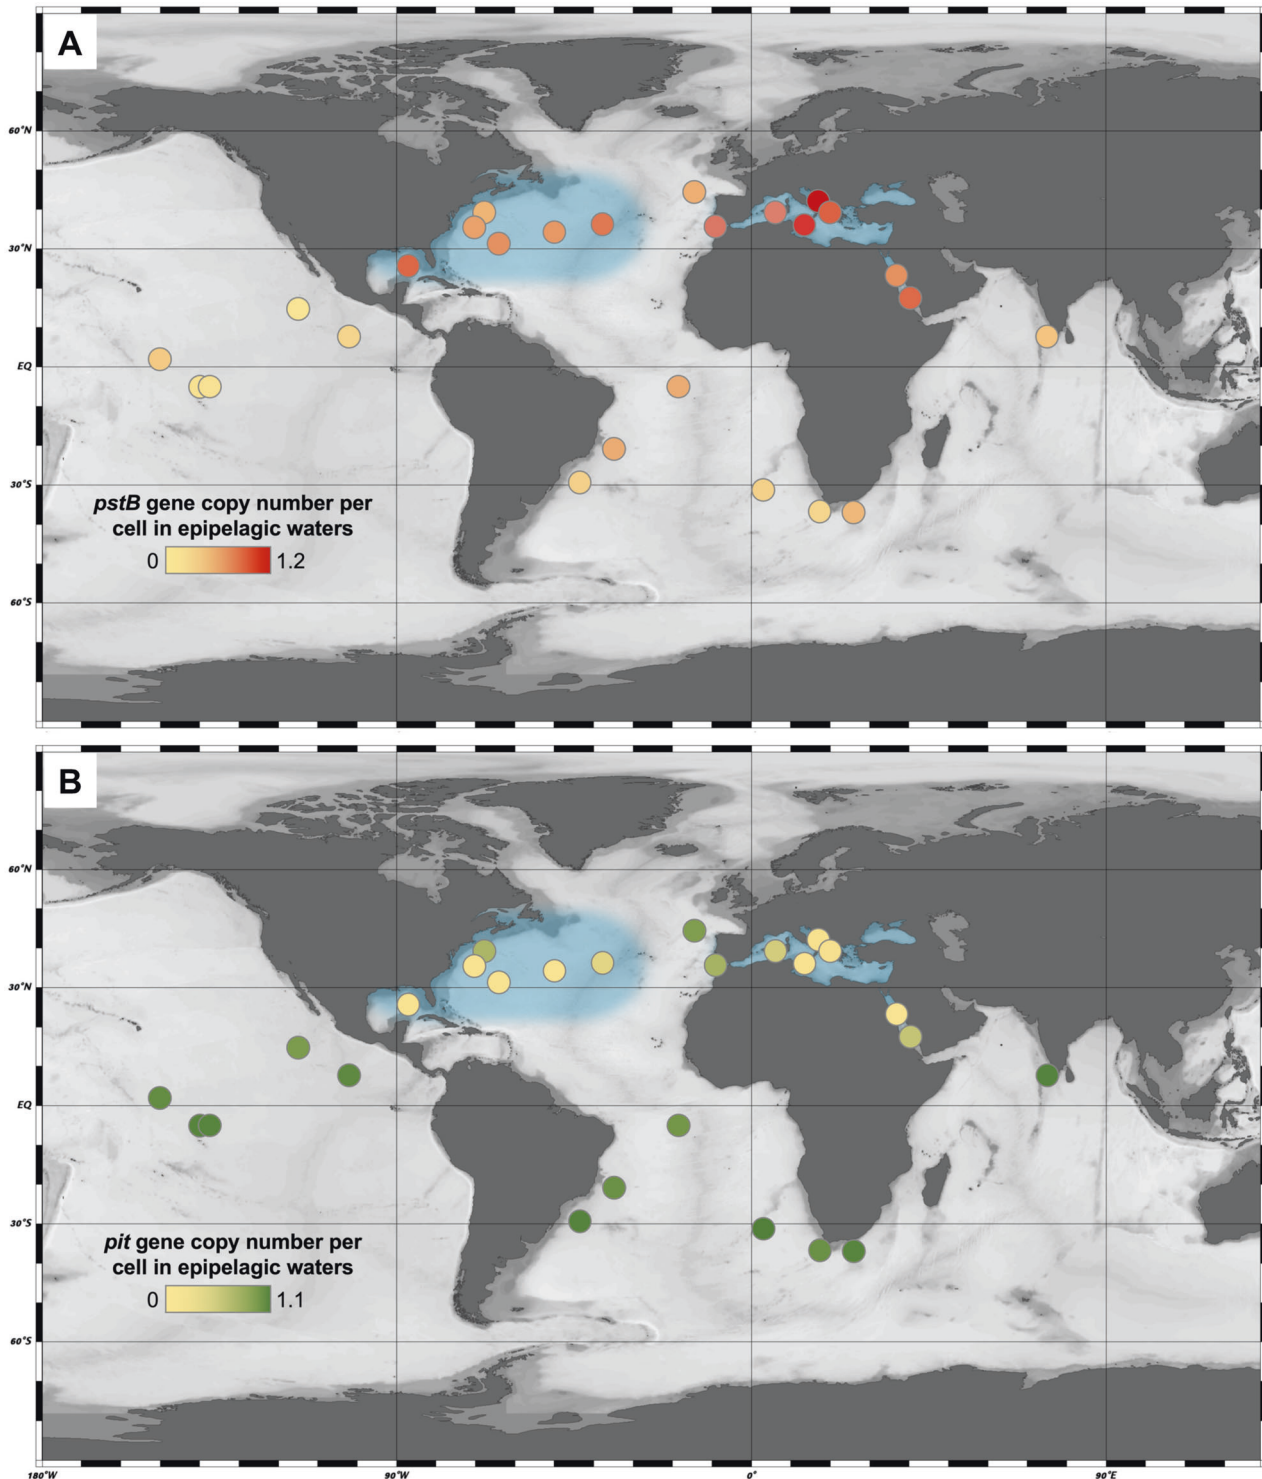 A
60°N
30°N
EQ
30°S
60°S
pstB gene copy number per
cell in epipelagic waters
0 1.2
B
60°N
30°N
EQ
30°S
60°S
pit gene copy number per
cell in epipelagic waters
0 1.1
180°W 90°W 0° 90°E